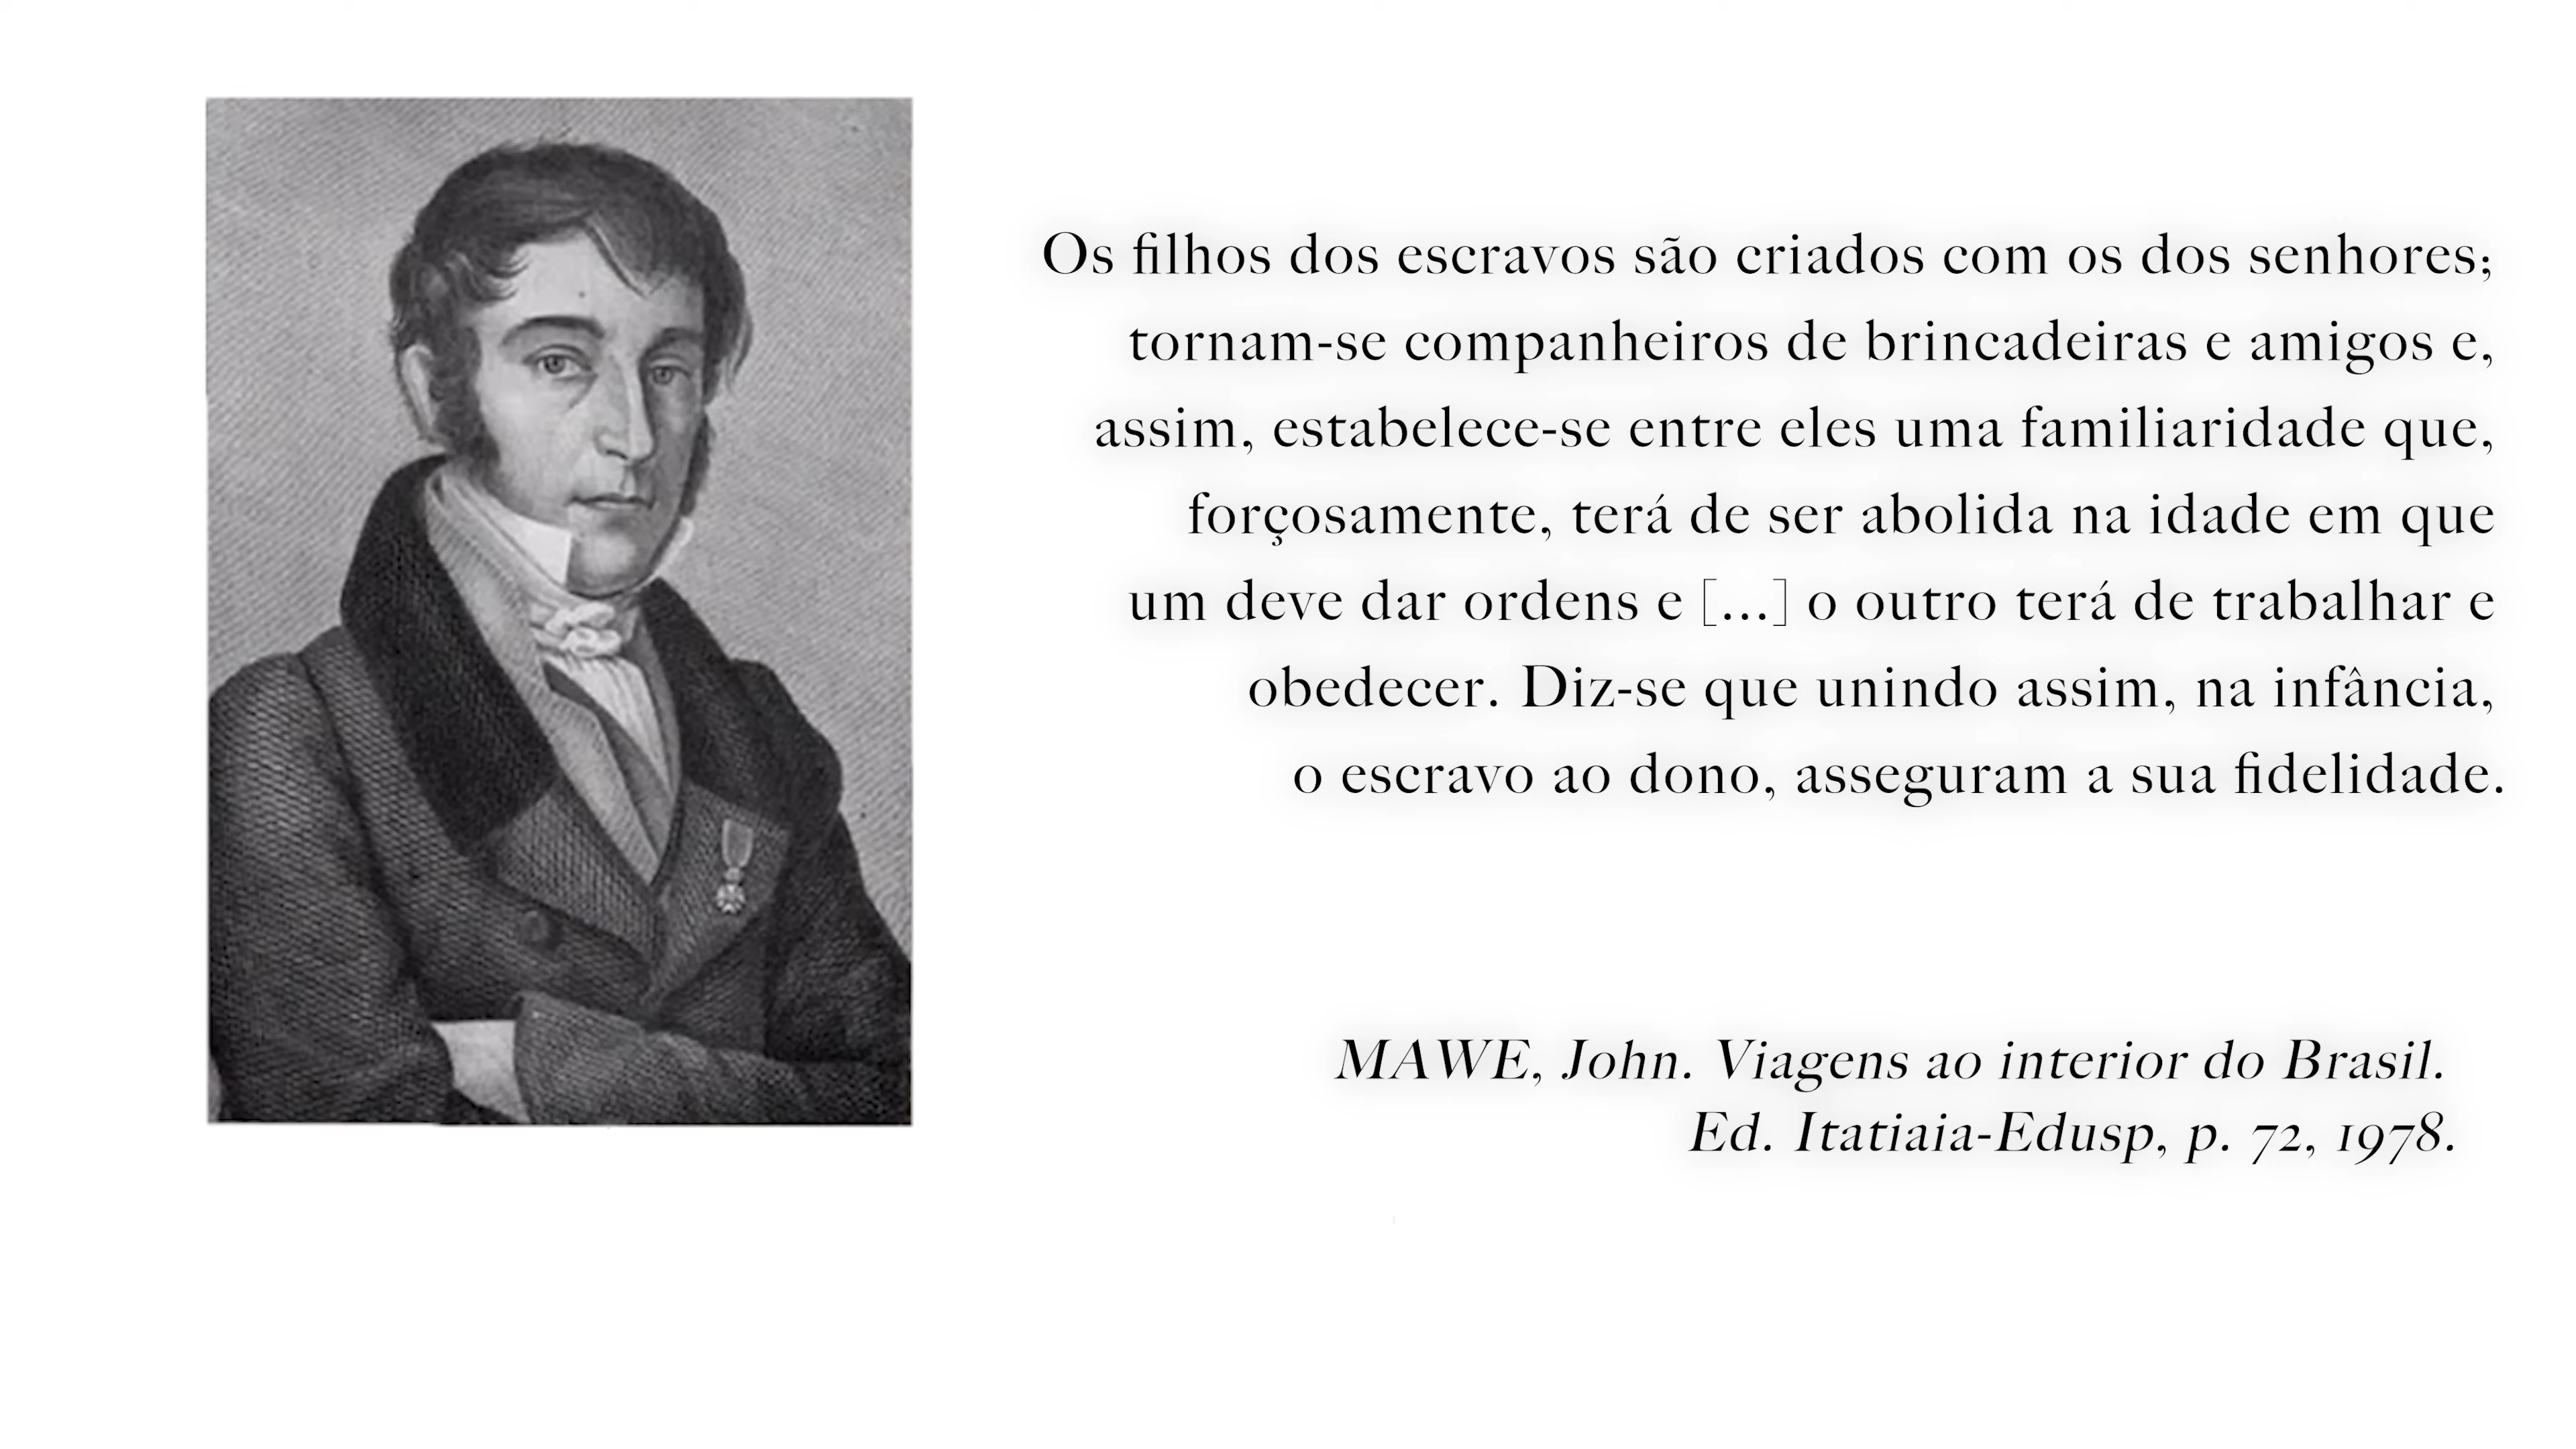 Os filhos dos escravos são criados com os dos senhores;
tornam-se companheiros de brincadeiras e amigos e,
assim, estabelece-se entre eles uma familiaridade que,
forçosamente, terá de ser abolida na idade em que
um deve dar ordens e [...] o outro terá de trabalhar e
obedecer. Diz-se que unindo assim, na infância,
o escravo ao dono, asseguram a sua fidelidade.
MAWE, John. Viagens ao interior do Brasil.
Ed. Itatiaia-Edusp, p. 72, 1978.